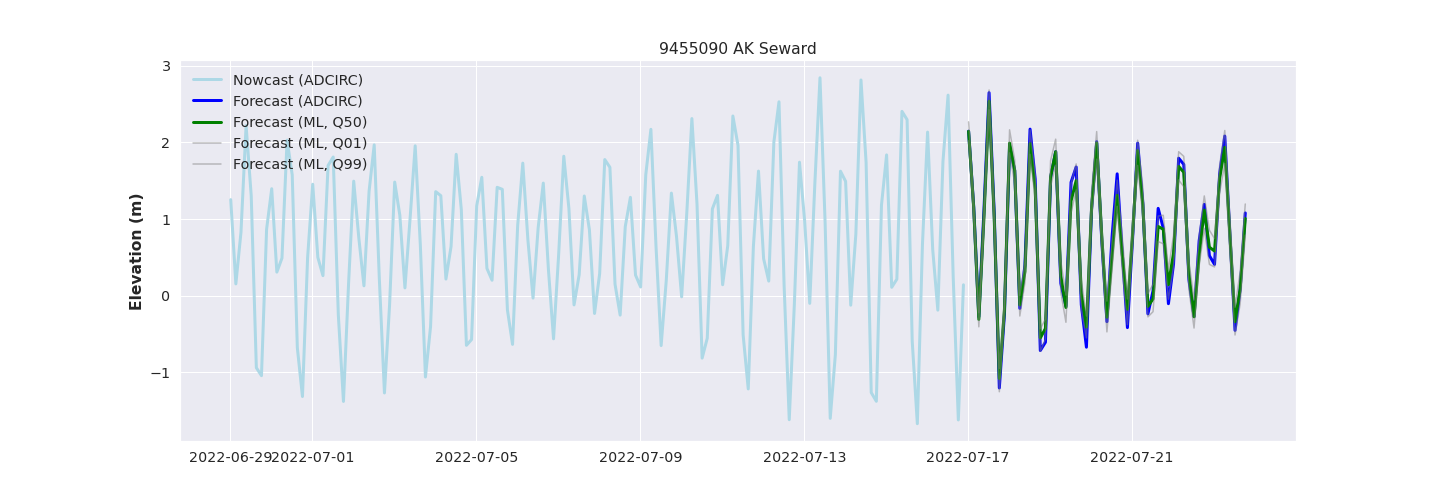 9455090 AK Seward
3
2
1
0
−1
Elevation (m)
Nowcast (ADCIRC)
Forecast (ADCIRC)
Forecast (ML, Q50)
Forecast (ML, Q01)
Forecast (ML, Q99)
2022-06-29 2022-07-01 2022-07-05 2022-07-09 2022-07-13 2022-07-17 2022-07-21